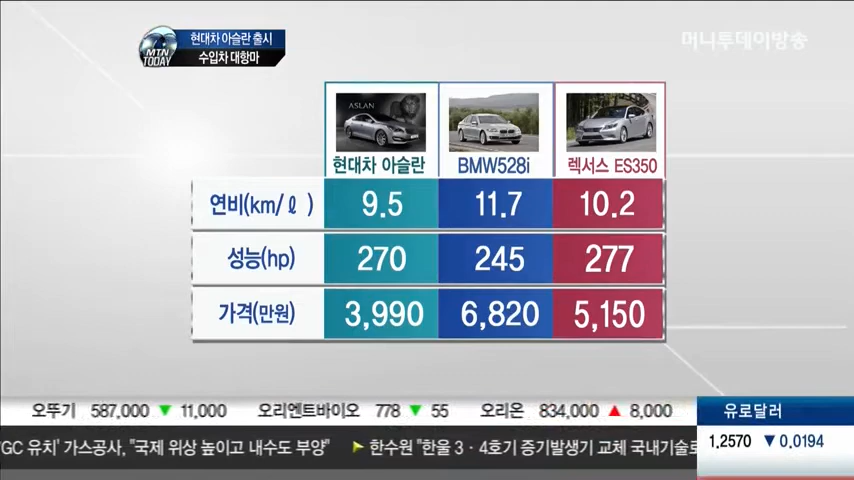 MTN
TODAY
현대차 아슬란 출시
수입차 대항마
머니투데이방송
ASLAN
현대차 아슬란 BMW528i 렉서스 ES350
연비(km/ℓ) 9.5 11.7 10.2
성능(hp) 270 245 277
가격(만원) 3,990 6,820 5,150
오뚜기 587,000 ▼ 11,000 오리엔트바이오 778 ▼ 55 오리온 834,000 ▲ 8,000 유로달러
GC 유치' 가스공사, "국제 위상 높이고 내수도 부양" ▶ 한수원 "한울 3·4호기 증기발생기 교체 국내기술로 1,2570 ▼0,0194